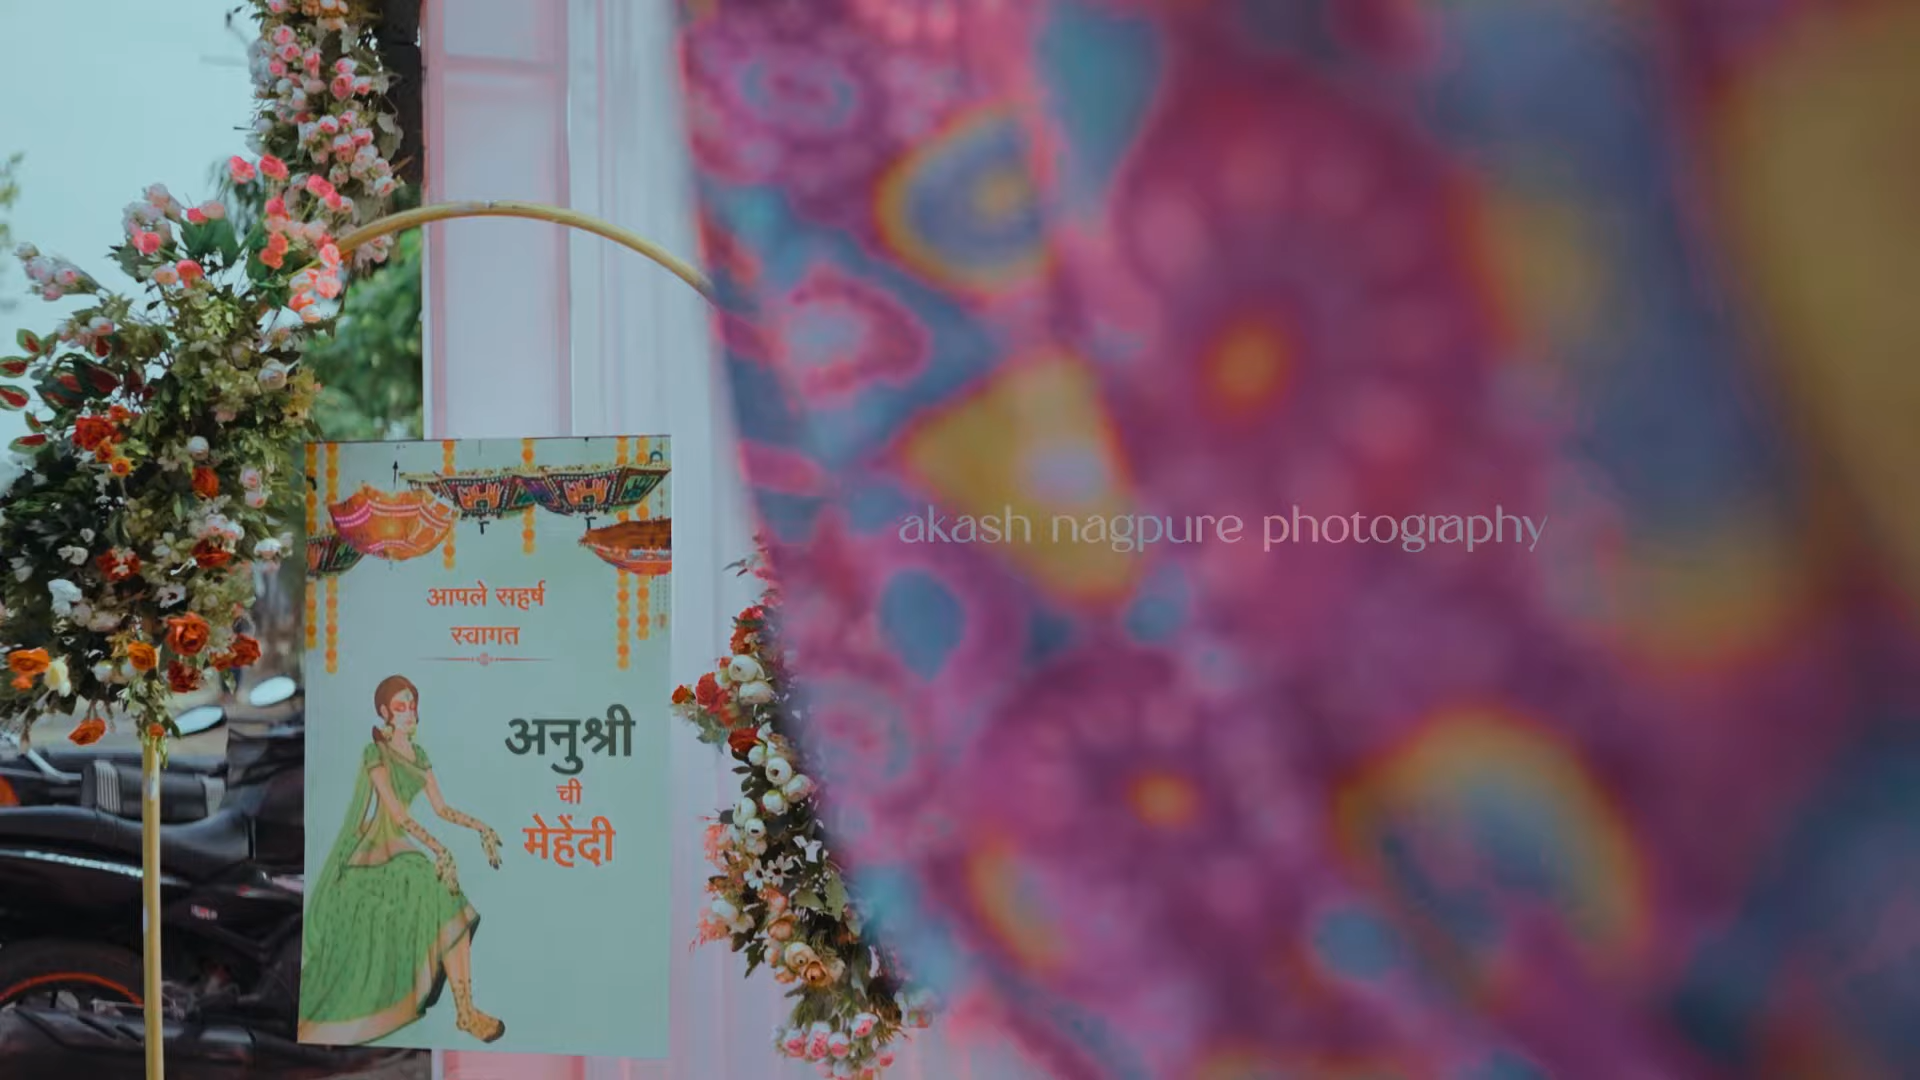 आपले सहर्ष
स्वागत
अनुश्री
ची
मेहेंदी
akash nagpure photography